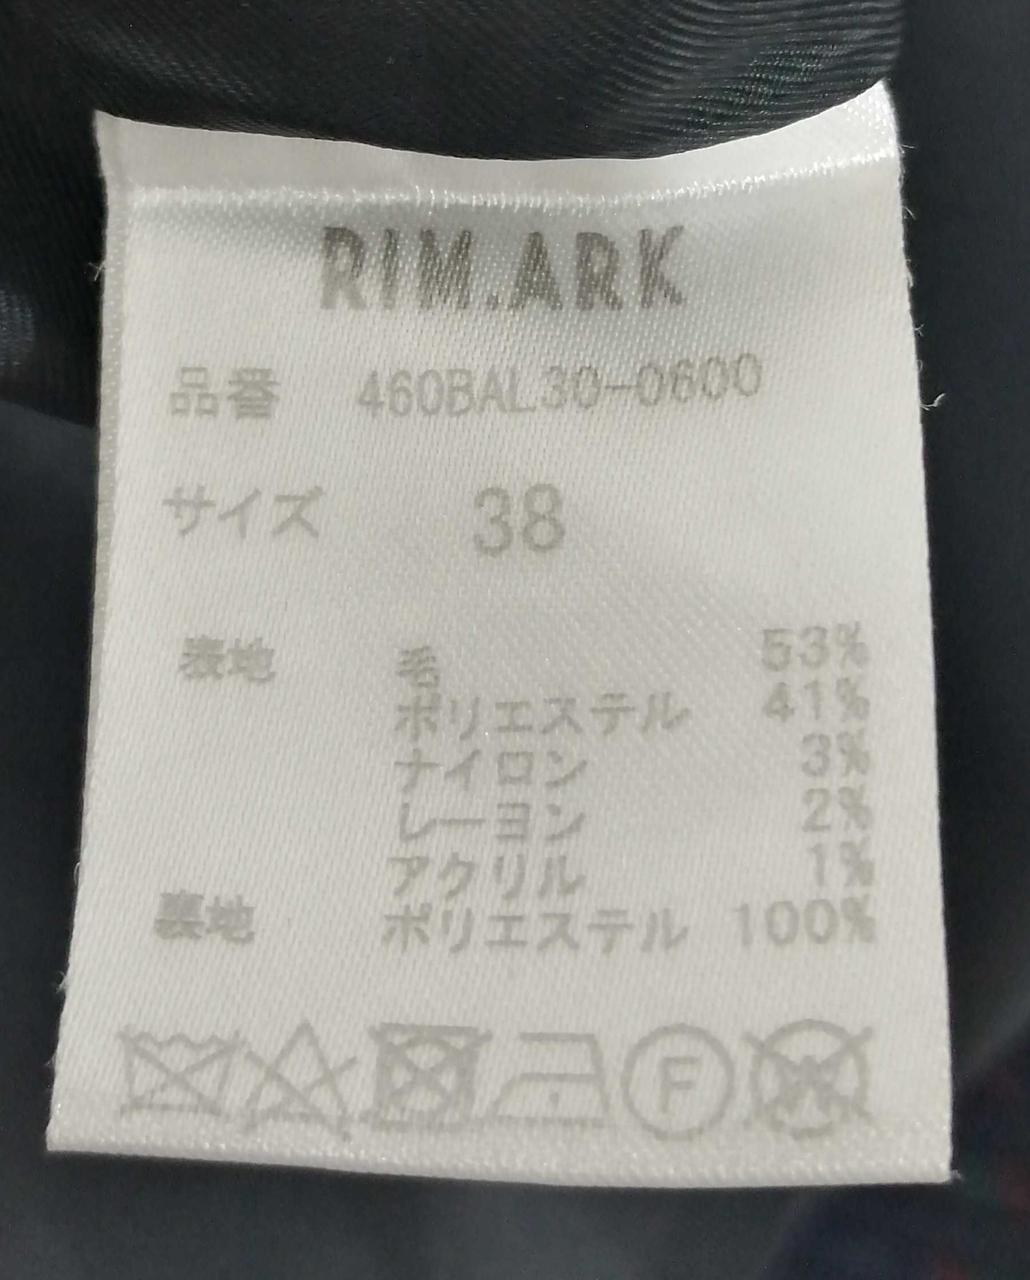 RIM.ARK
品番 460BAL30-0600
サイズ 38
表地 毛 53%
ポリエステル 41%
ナイロン 3%
レーヨン 2%
アクリル 1%
裏地 ポリエステル 100%
F W